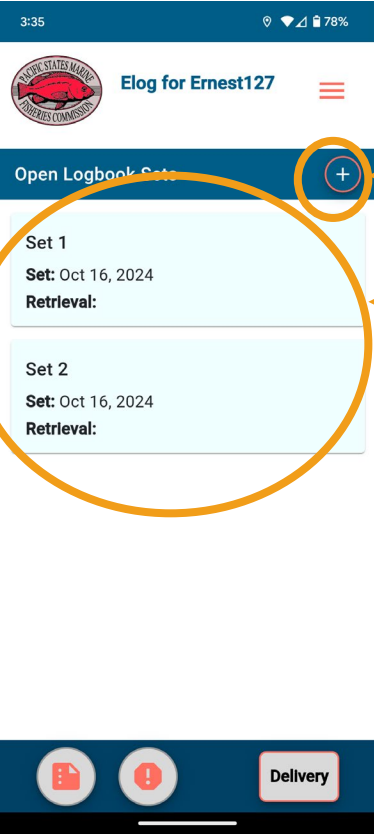 3:35 78%
PACIFIC STATES MARINE
FISHERIES COMMISSION
Elog for Ernest127
Open Logbook Sets
+
Set 1
Set: Oct 16, 2024
Retrieval:
Set 2
Set: Oct 16, 2024
Retrieval:
Delivery